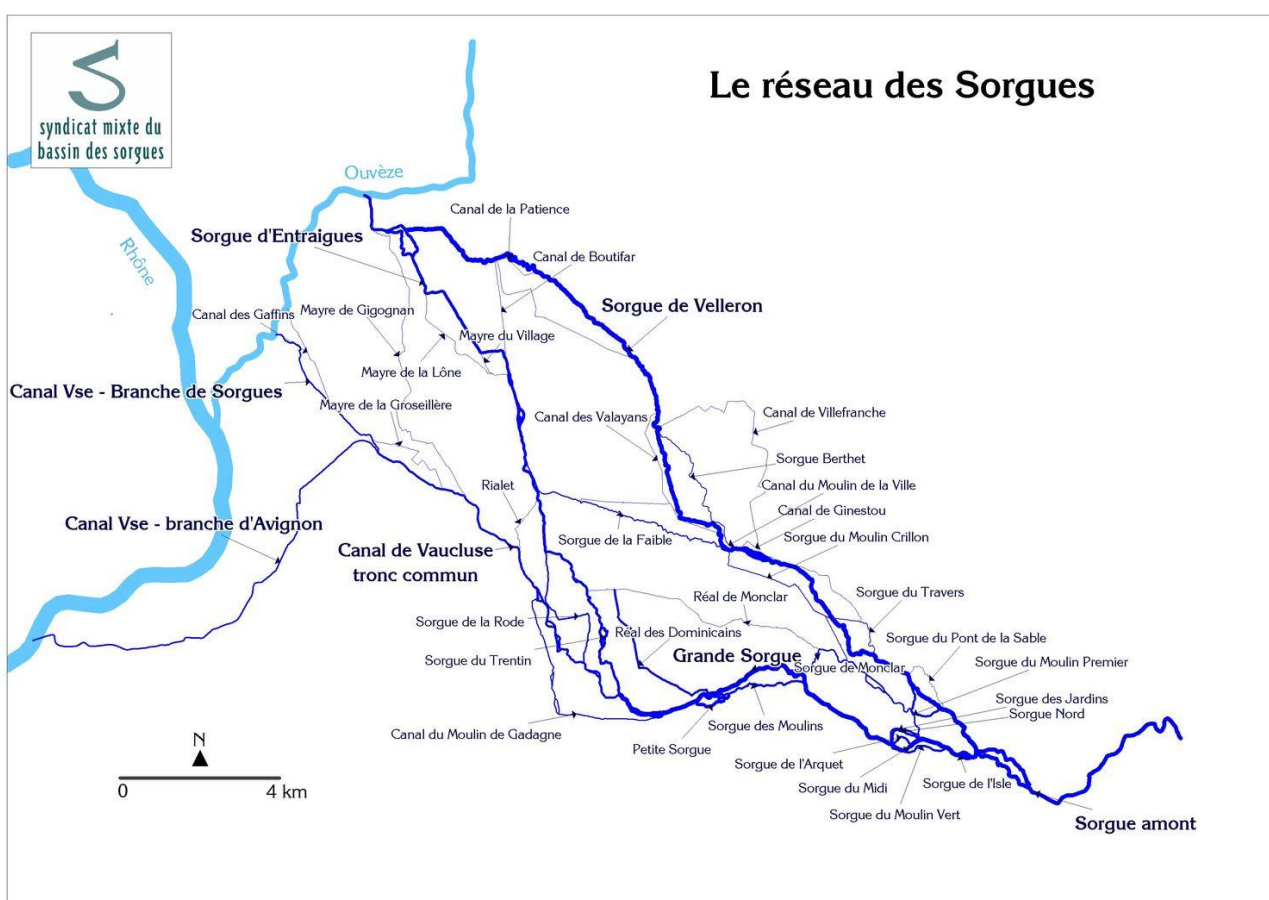 syndicat mixte du
bassin des sorgues
Le réseau des Sorgues
Ouvèze
Rhône
Canal de la Patience
Sorgue d'Entraigues
Canal de Boutifar
Sorgue de Velleron
Canal des Gaffins
Mayre de Gigognan
Mayre du Village
Mayre de la Lône
Canal Vse - Branche de Sorgues
Mayre de la Groseillère
Canal des Valayans
Canal de Villefranche
Sorgue Berthet
Rialet
Canal du Moulin de la Ville
Canal de Ginestou
Canal Vse - branche d'Avignon
Sorgue de la Faible
Sorgue du Moulin Crillon
Canal de Vaucluse
tronc commun
Réal de Monclar
Sorgue du Travers
Sorgue de la Rode
Réal des Dominicains
Sorgue du Pont de la Sable
Grande Sorgue
Sorgue du Trentin
Sorgue de Monclar
Sorgue du Moulin Premier
Sorgue des Jardins
Sorgue Nord
Canal du Moulin de Gadagne
Sorgue des Moulins
Petite Sorgue
Sorgue de l'Arquet
Sorgue du Midi
Sorgue de l'Isle
Sorgue du Moulin Vert
Sorgue amont
N
0 4 km